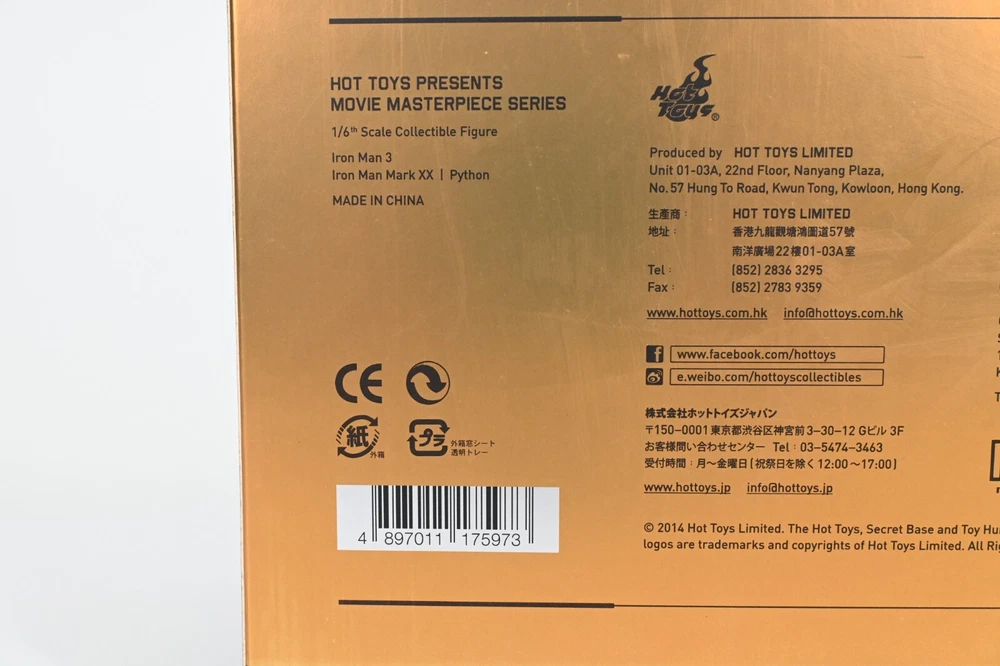 HOT TOYS PRESENTS
MOVIE MASTERPIECE SERIES
1/6th Scale Collectible Figure
Iron Man 3
Iron Man Mark XX | Python
MADE IN CHINA
紙
外箱
プラ
外箱窓シート
透明トレー
4 897011 175973
Hot Toys®
Produced by HOT TOYS LIMITED
Unit 01-03A, 22nd Floor, Nanyang Plaza,
No. 57 Hung To Road, Kwun Tong, Kowloon, Hong Kong.
生產商： HOT TOYS LIMITED
地址： 香港九龍觀塘鴻圖道57號
南洋廣場22樓01-03A室
Tel : (852) 2836 3295
Fax : (852) 2783 9359
www.hottoys.com.hk info@hottoys.com.hk
f www.facebook.com/hottoys
e.weibo.com/hottoyscollectibles
株式会社ホットトイズジャパン
〒150-0001 東京都渋谷区神宮前3-30-12 Gビル 3F
お客様問い合わせセンター Tel : 03-5474-3463
受付時間：月〜金曜日(祝祭日を除く12:00〜17:00)
www.hottoys.jp info@hottoys.jp
© 2014 Hot Toys Limited. The Hot Toys, Secret Base and Toy Hu
logos are trademarks and copyrights of Hot Toys Limited. All Rig